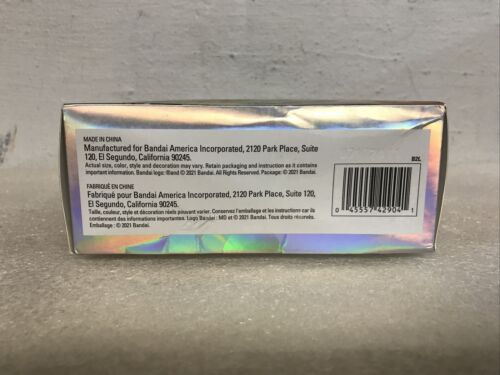 MADE IN CHINA
Manufactured for Bandai America Incorporated, 2120 Park Place, Suite
120, El Segundo, California 90245.
Actual size, color, style and decoration may vary. Retain packaging and instruction as it contains
important information. Bandai logo: ®and © 2021 Bandai. All Rights Reserved. Package: © 2021 Bandai.
FABRIQUÉ EN CHINE
Fabriqué pour Bandai America Incorporated, 2120 Park Place, Suite 120,
EI Segundo, California 90245.
Taille, couleur, style et décoration réels pouvant varier. Conservez l'emballage et les instructions car ils
contiennent des informations importantes. Logo Bandai : MD et © 2021 Bandai. Tous droits réservés.
Emballage : © 2021 Bandai.
B2L
0 45557 42904 1